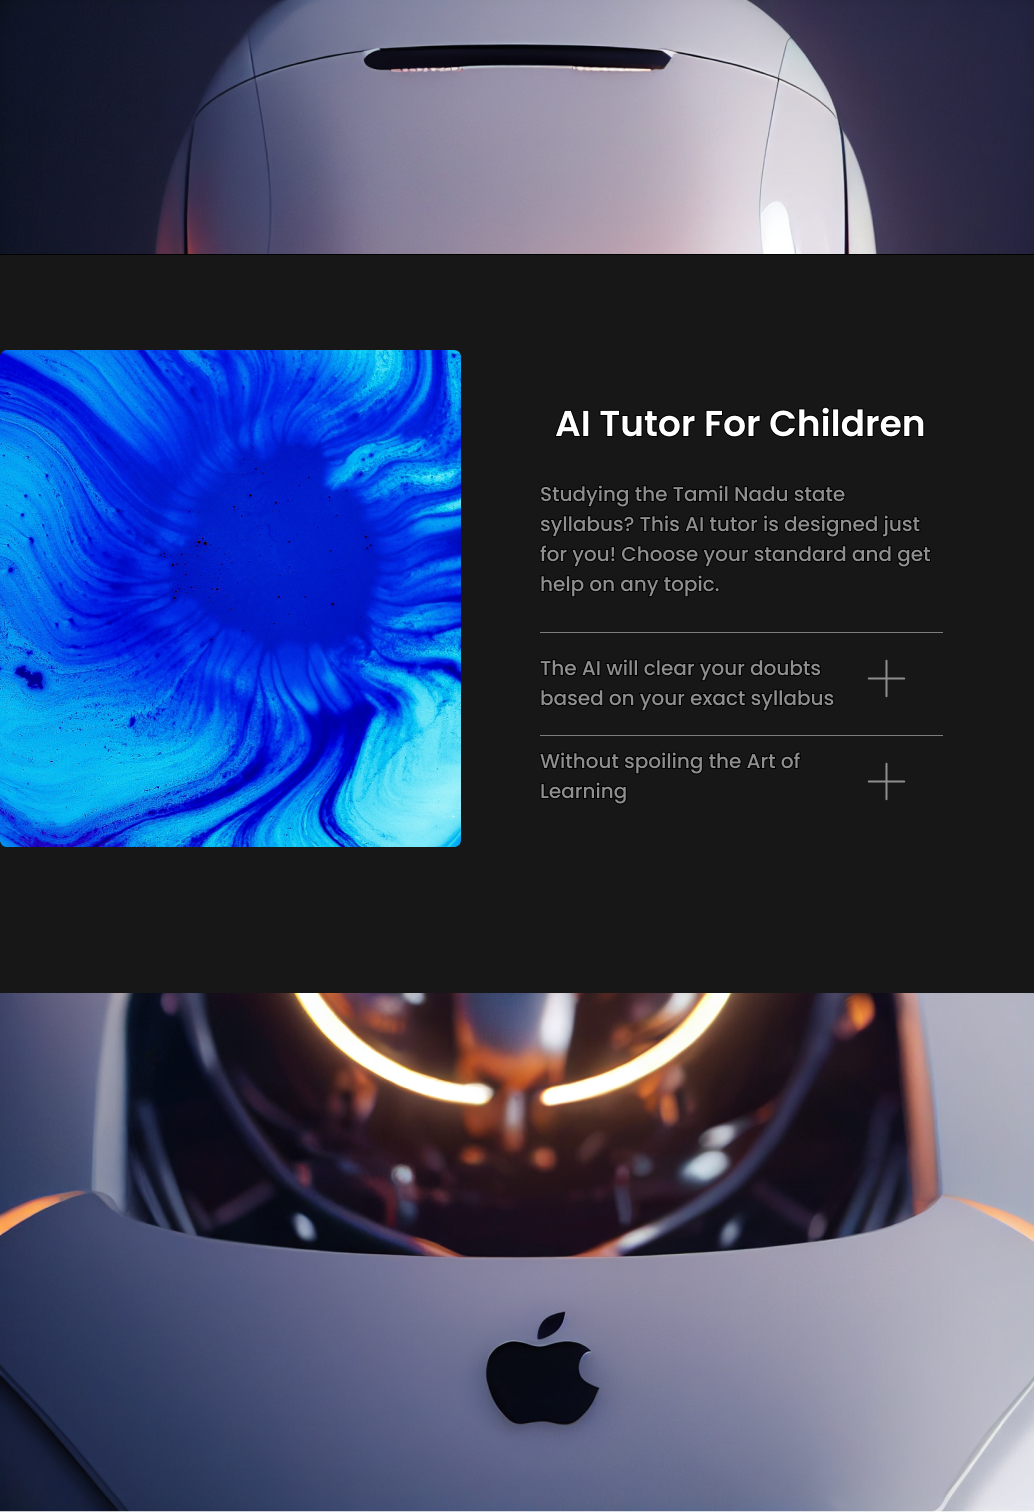 AI Tutor For Children
Studying the Tamil Nadu state
syllabus? This AI tutor is designed just
for you! Choose your standard and get
help on any topic.
The AI will clear your doubts
based on your exact syllabus
Without spoiling the Art of
Learning